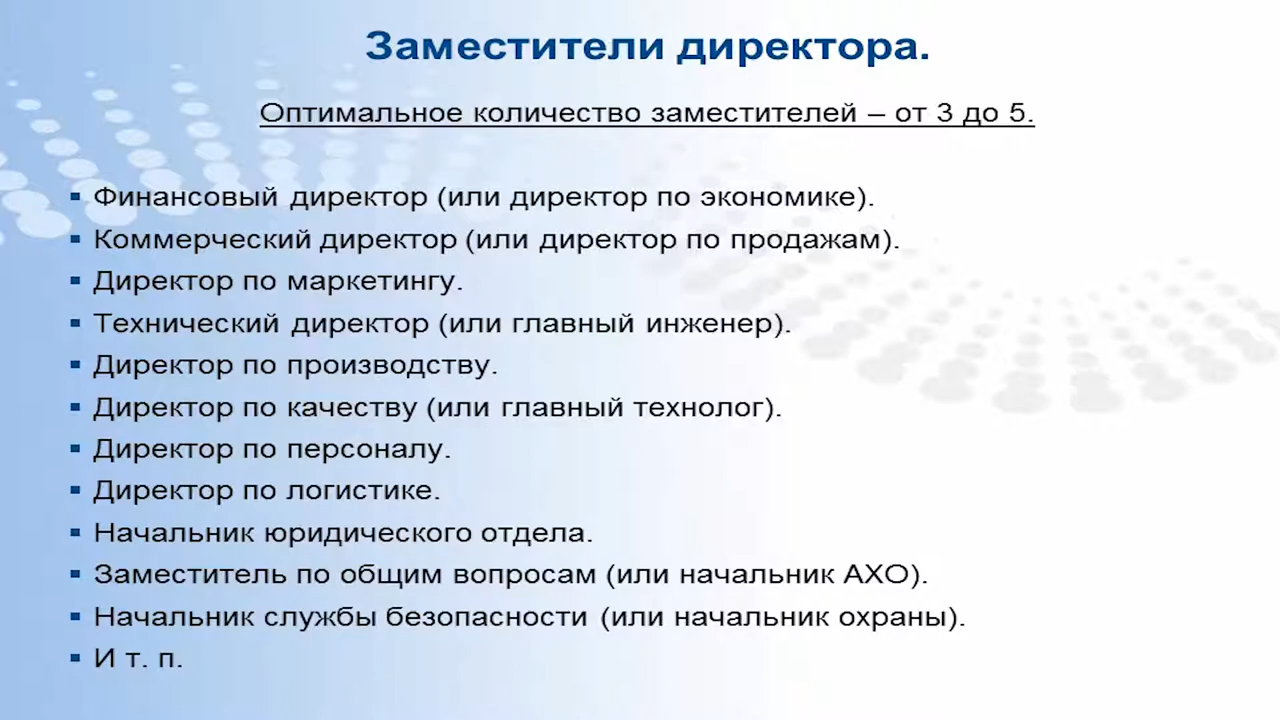 Заместители директора.
Оптимальное количество заместителей – от 3 до 5.
▪ Финансовый директор (или директор по экономике).
▪ Коммерческий директор (или директор по продажам).
▪ Директор по маркетингу.
▪ Технический директор (или главный инженер).
▪ Директор по производству.
▪ Директор по качеству (или главный технолог).
▪ Директор по персоналу.
▪ Директор по логистике.
▪ Начальник юридического отдела.
▪ Заместитель по общим вопросам (или начальник АХО).
▪ Начальник службы безопасности (или начальник охраны).
▪ И т. п.